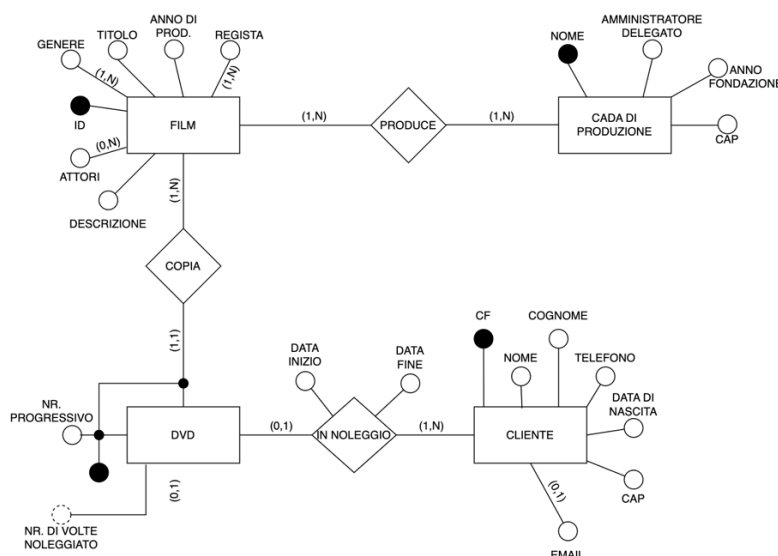 ANNO DI
PROD.
TITOLO
REGISTA
GENERE
(1,N)
(1,N)
ID
FILM
(0,N)
ATTORI
DESCRIZIONE
(1,N)
PRODUCE
(1,N)
NOME
AMMINISTRATORE
DELEGATO
ANNO
FONDAZIONE
CADA DI
PRODUZIONE
CAP
(1,N)
COPIA
(1,1)
NR.
PROGRESSIVO
DVD
(0,1)
NR. DI VOLTE
NOLEGGIATO
(0,1)
DATA
INIZIO
DATA
FINE
IN NOLEGGIO
(1,N)
CF
COGNOME
NOME
TELEFONO
DATA DI
NASCITA
CLIENTE
CAP
(0,1)
EMAIL